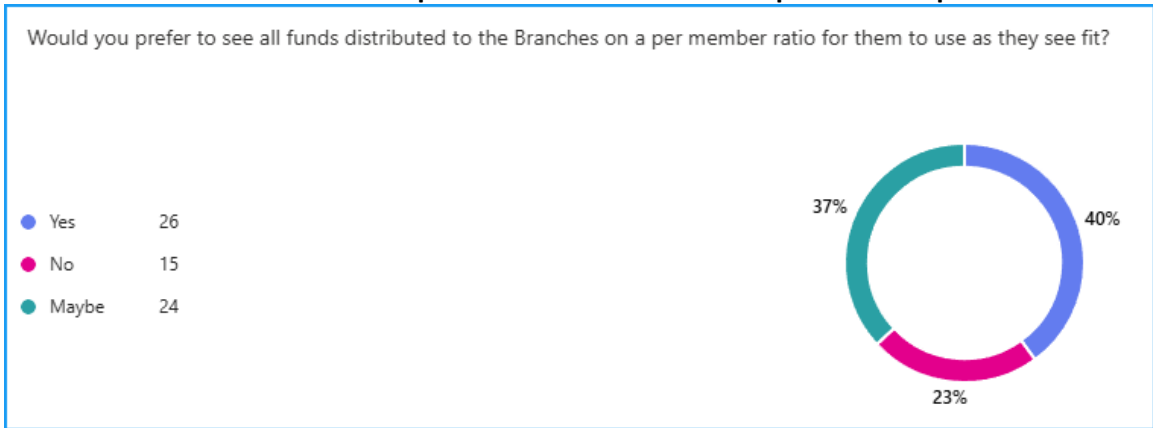 Would you prefer to see all funds distributed to the Branches on a per member ratio for them to use as they see fit?
37%
40%
Yes 26
No 15
Maybe 24
23%